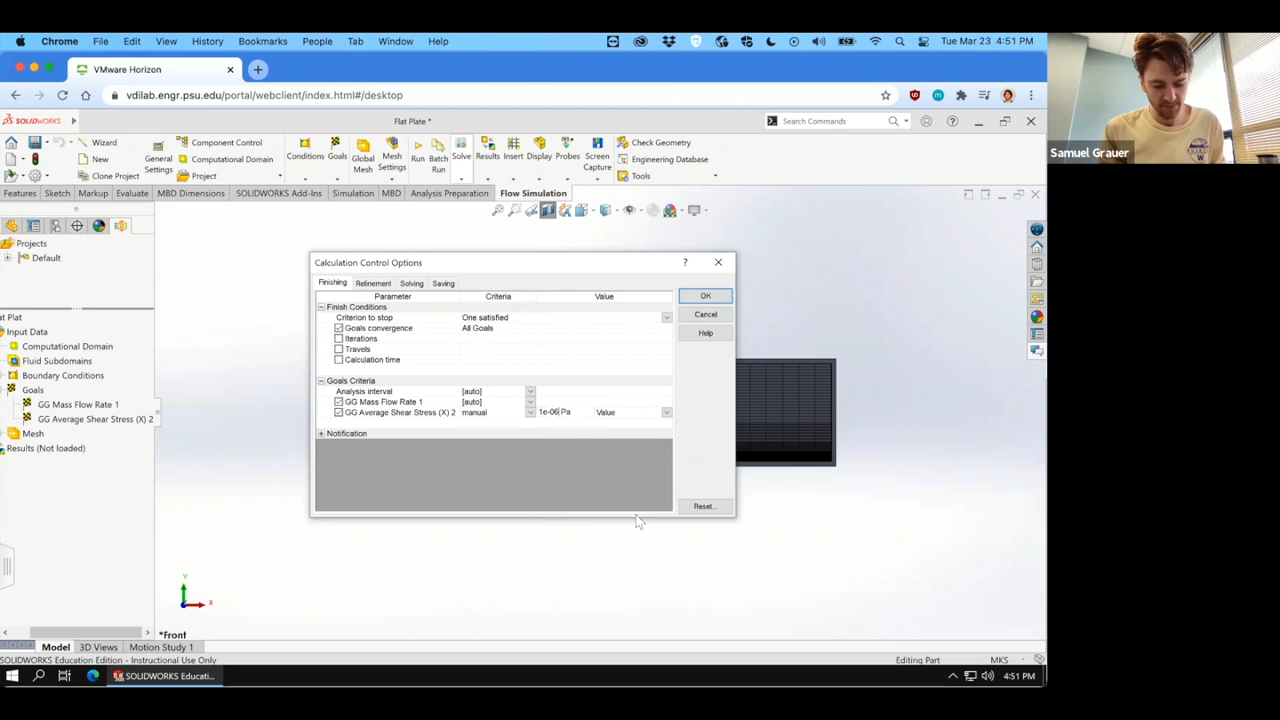 Chrome File Edit View History Bookmarks People Tab Window Help Tue Mar 23 4:51 PM
VMware Horizon
vdilab.engr.psu.edu/portal/webclient/index.html#/desktop
SOLIDWORKS Flat Plate * Search Commands
Wizard New Clone Project
General Settings
Component Control Computational Domain Project
Conditions Goals Global Mesh Mesh Settings Run Batch Run Solve Results Insert Display Probes Screen Capture
Check Geometry Engineering Database Tools
Features Sketch Markup Evaluate MBD Dimensions SOLIDWORKS Add-Ins Simulation MBD Analysis Preparation Flow Simulation
Samuel Grauer
Projects
Default
at Plat
Input Data
Computational Domain
Fluid Subdomains
Boundary Conditions
Goals
GG Mass Flow Rate 1
GG Average Shear Stress (X) 2
Mesh
Results (Not loaded)
Calculation Control Options ?
Finishing Refinement Solving Saving
Parameter Criteria Value
Finish Conditions
Criterion to stop One satisfied
Goals convergence All Goals
Iterations
Travels
Calculation time
Goals Criteria
Analysis interval [auto]
GG Mass Flow Rate 1 [auto]
GG Average Shear Stress (X) 2 manual 1e-06 Pa Value
Notification
OK
Cancel
Help
Reset...
Y
X
*Front
Model 3D Views Motion Study 1
SOLIDWORKS Education Edition - Instructional Use Only Editing Part MKS
SOLIDWORKS Educati... 4:51 PM